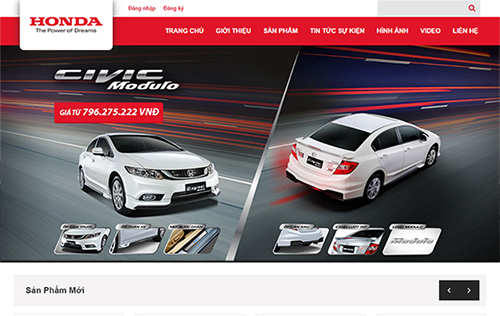 HONDA
The Power of Dreams
Đăng nhập Đăng ký
TRANG CHỦ GIỚI THIỆU SẢN PHẨM TIN TỨC SỰ KIỆN HÌNH ẢNH VIDEO LIÊN HỆ
CIVIC
Modulo
GIÁ TỪ 796.275.222 VNĐ
Modulo
Sản Phẩm Mới